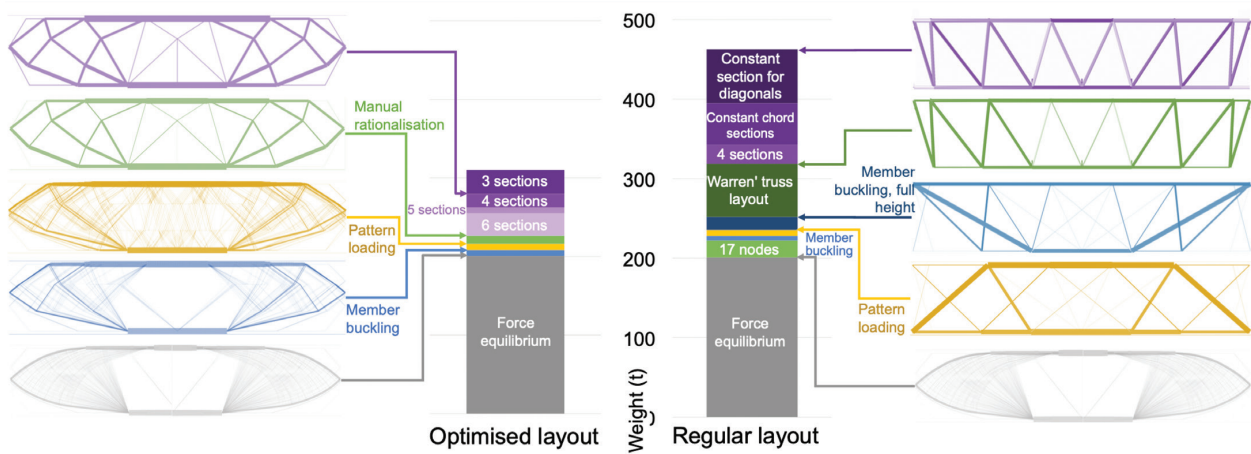 Manual
rationalisation
Pattern
loading
Member
buckling
3 sections
4 sections
5 sections
6 sections
Force
equilibrium
Optimised layout
500
400
300
200
100
0
Weight (t)
Constant
section for
diagonals
Constant chord
sections
4 sections
Warren' truss
layout
17 nodes
Force
equilibrium
Regular layout
Member
buckling, full
height
Member
buckling
Pattern
loading